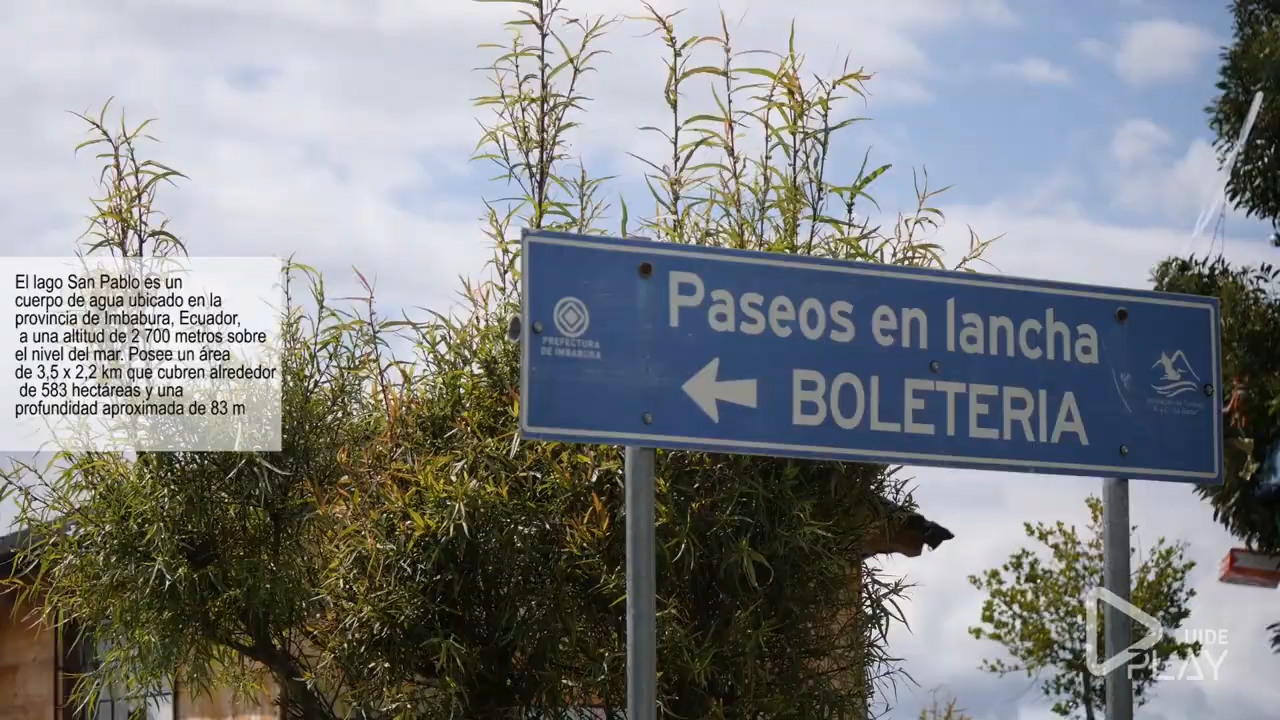 El lago San Pablo es un
cuerpo de agua ubicado en la
provincia de Imbabura, Ecuador,
a una altitud de 2 700 metros sobre
el nivel del mar. Posee un área
de 3,5 x 2,2 km que cubren alrededor
de 583 hectáreas y una
profundidad aproximada de 83 m
Paseos en lancha
BOLETERIA
PREFECTURA
DE IMBABURA
UIDE
PLAY